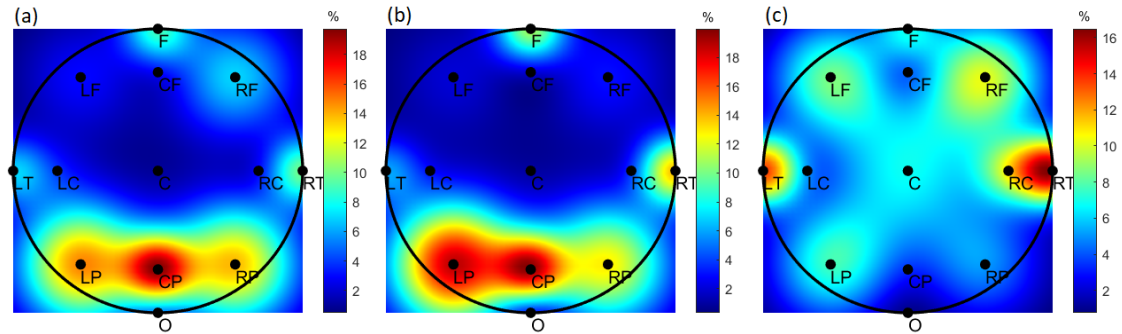 (a)
%
F
LF
CF
RF
LT
LC
C
RC
RT
LP
CP
RP
O
18
16
14
12
10
8
6
4
2
(b)
%
F
LF
CF
RF
LT
LC
C
RC
RT
LP
CP
RP
O
18
16
14
12
10
8
6
4
2
(c)
%
F
LF
CF
RF
LT
LC
C
RC
RT
LP
CP
RP
O
16
14
12
10
8
6
4
2